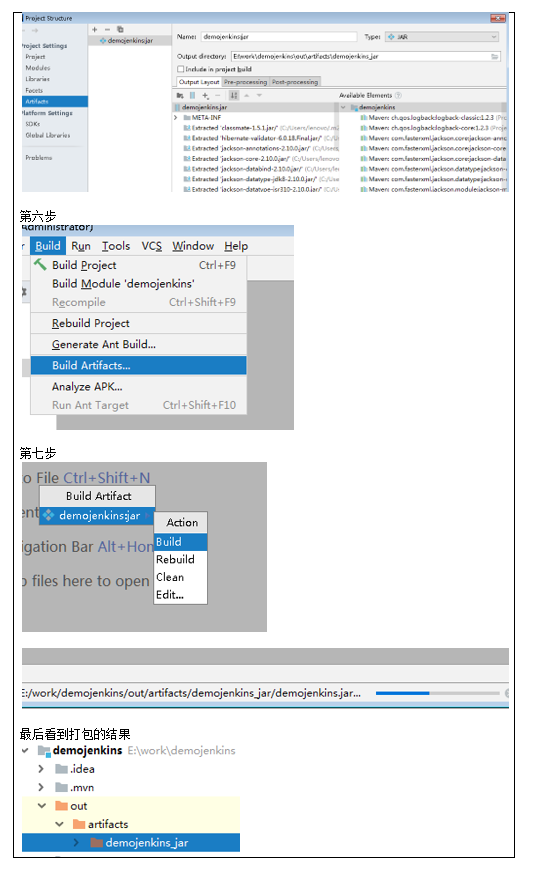 Project Structure
Name: demojenkins:jar
Type: JAR
demojenkins:jar
Project Settings
Project
Modules
Libraries
Facets
Artifacts
Platform Settings
SDKs
Global Libraries
Problems
Output directory: E:\work\demojenkins\out\artifacts\demojenkins_jar
Include in project build
Output Layout Pre-processing Post-processing
Available Elements
demojenkins.jar
META-INF
Extracted 'classmate-1.5.1.jar/' (C:/Users/lenovo/.m2
Extracted 'hibernate-validator-6.0.18.Final.jar/' (C:/
Extracted 'jackson-annotations-2.10.0.jar/' (C:/Users
Extracted 'jackson-core-2.10.0.jar/' (C:/Users/lenovo
Extracted 'jackson-databind-2.10.0.jar/' (C:/Users/le
Extracted 'jackson-datatype-jdk8-2.10.0.jar/' (C:/Use
Extracted 'jackson-datatype-jsr310-2.10.0.jar/' (C:/U
demojenkins
Maven: ch.qos.logback:logback-classic:1.2.3 (Proj
Maven: ch.qos.logback:logback-core:1.2.3 (Project
Maven: com.fasterxml.jackson.core:jackson-anno
Maven: com.fasterxml.jackson.core:jackson-core
Maven: com.fasterxml.jackson.core:jackson-data
Maven: com.fasterxml.jackson.datatype:jackson-
Maven: com.fasterxml.jackson.datatype:jackson-
Maven: com.fasterxml.jackson.module:jackson-m
第六步
Administrator)
Build Run Tools VCS Window Help
Build Project Ctrl+F9
Build Module 'demojenkins'
Recompile Ctrl+Shift+F9
Rebuild Project
Generate Ant Build...
Build Artifacts...
Analyze APK...
Run Ant Target Ctrl+Shift+F10
第七步
o File Ctrl+Shift+N
Build Artifact
ent
demojenkins:jar
Action
Build
igation Bar Alt+Hom
Rebuild
Clean
o files here to open
Edit...
E:/work/demojenkins/out/artifacts/demojenkins_jar/demojenkins.jar...
最后看到打包的结果
demojenkins E:\work\demojenkins
.idea
.mvn
out
artifacts
demojenkins_jar